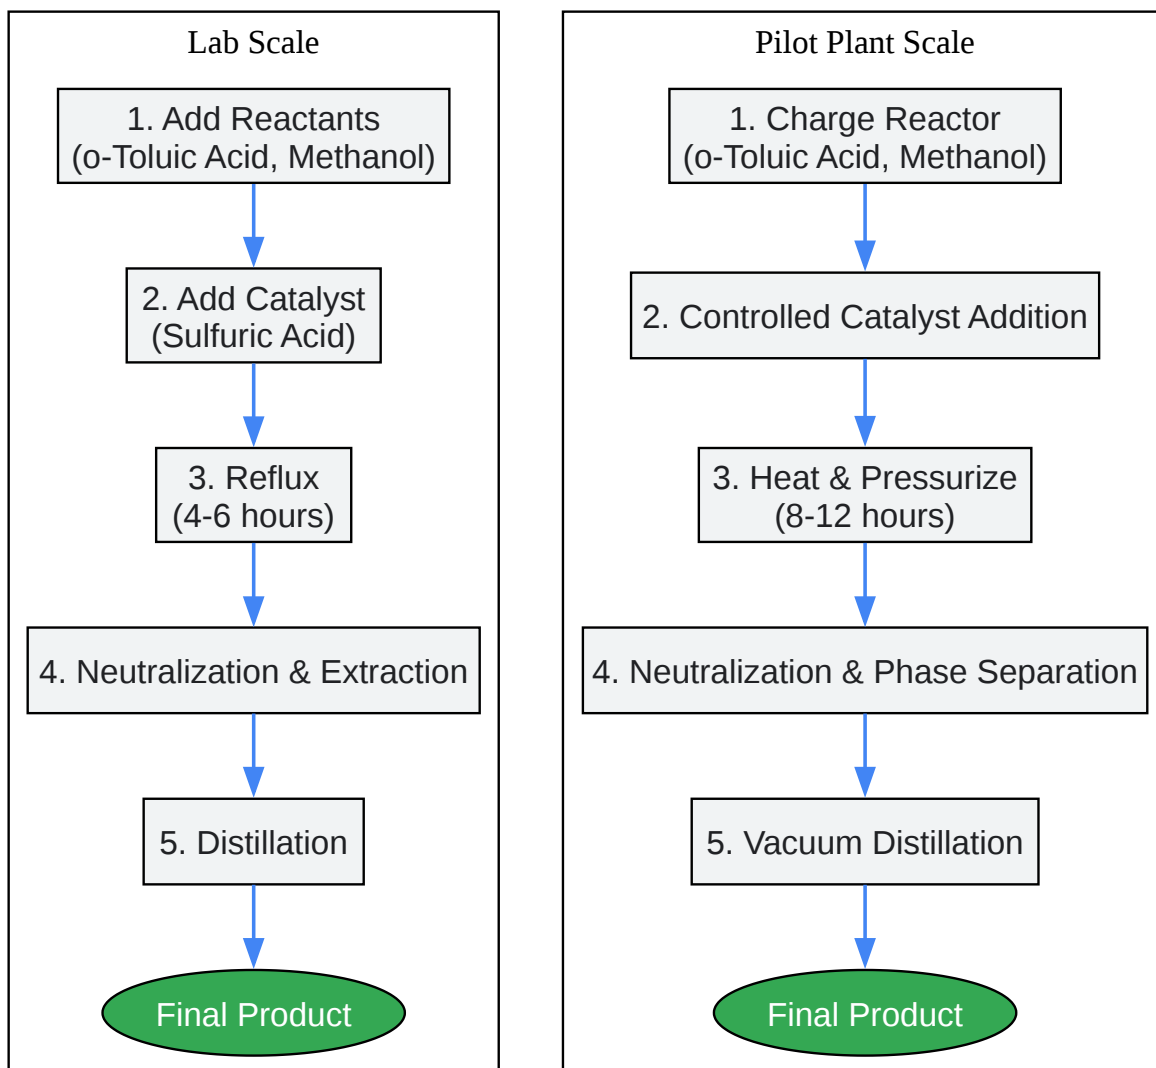 Lab Scale
1. Add Reactants
(o-Toluic Acid, Methanol)
2. Add Catalyst
(Sulfuric Acid)
3. Reflux
(4-6 hours)
4. Neutralization & Extraction
5. Distillation
Final Product
Pilot Plant Scale
1. Charge Reactor
(o-Toluic Acid, Methanol)
2. Controlled Catalyst Addition
3. Heat & Pressurize
(8-12 hours)
4. Neutralization & Phase Separation
5. Vacuum Distillation
Final Product